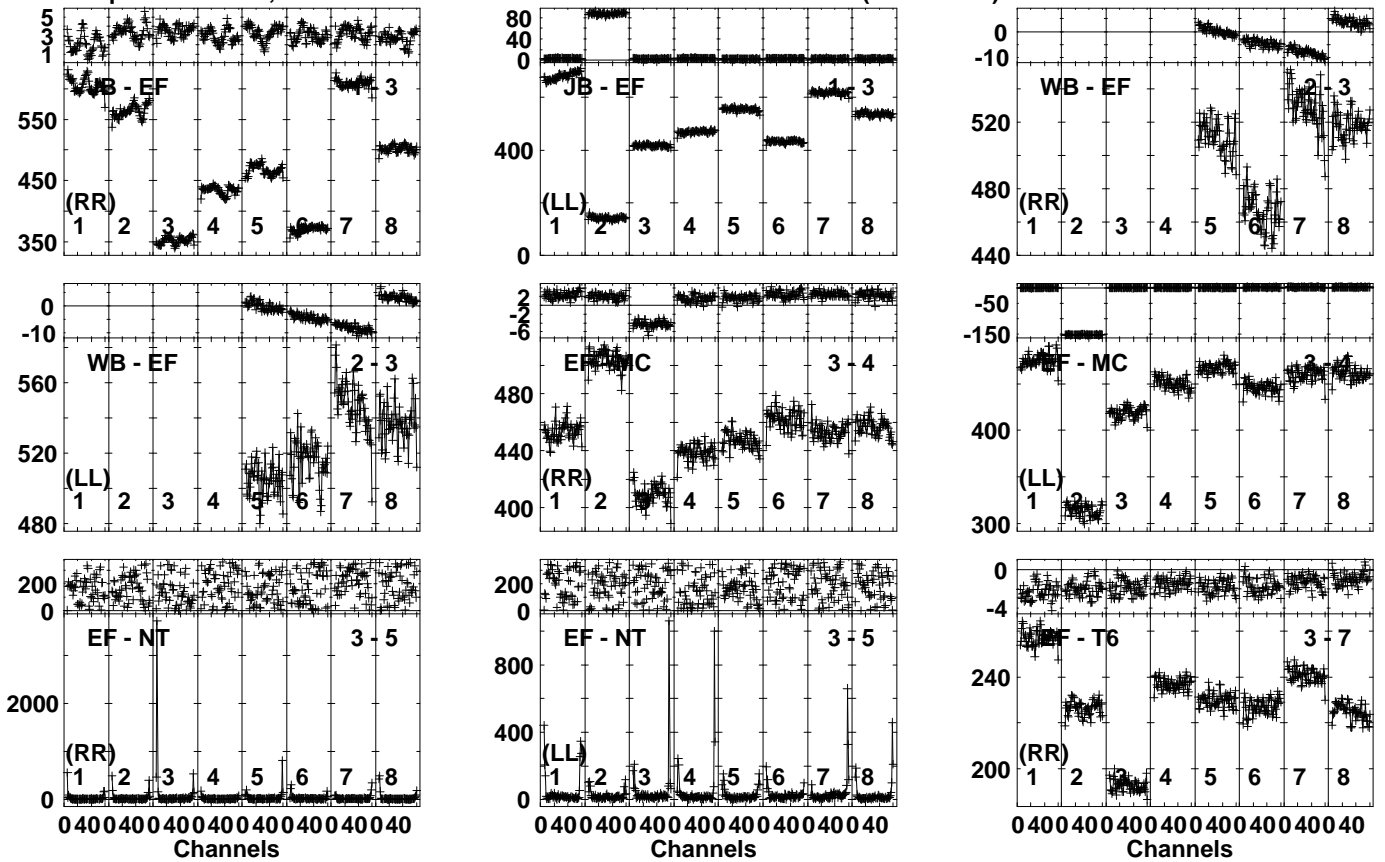 5
3
1
JB - EF 1 - 3
550
450
350
(RR)
1 2 3 4 5 6 7 8
80
40
0
JB - EF 1 - 3
400
0
(LL)
1 2 3 4 5 6 7 8
0
-10
WB - EF 2 - 3
520
480
440
(RR)
1 2 3 4 5 6 7 8
0
-10
WB - EF 2 - 3
560
520
480
(LL)
1 2 3 4 5 6 7 8
2
-2
-6
EF - MC 3 - 4
480
440
400
(RR)
1 2 3 4 5 6 7 8
-50
-150
EF - MC 3 - 4
400
300
(LL)
1 2 3 4 5 6 7 8
200
0
EF - NT 3 - 5
2000
0
(RR)
1 2 3 4 5 6 7 8
0 40 0 40 0 40 0 40 0 40 0 40 0 40 0 40
Channels
200
0
EF - NT 3 - 5
800
400
0
(LL)
1 2 3 4 5 6 7 8
0 40 0 40 0 40 0 40 0 40 0 40 0 40 0 40
Channels
0
-4
EF - T6 3 - 7
240
200
(RR)
1 2 3 4 5 6 7 8
0 40 0 40 0 40 0 40 0 40 0 40 0 40 0 40
Channels